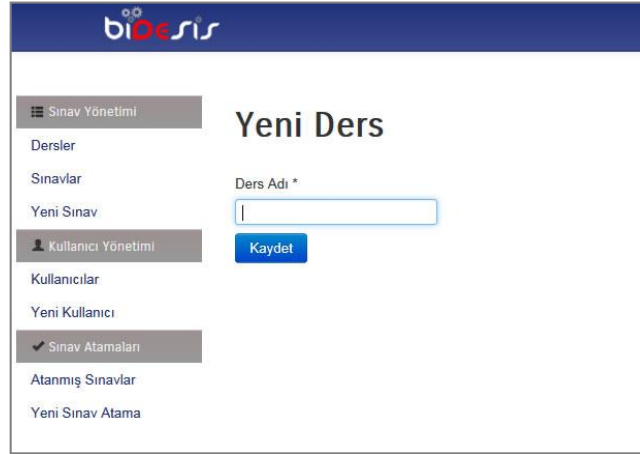 biDesis
Sınav Yönetimi
Dersler
Sınavlar
Yeni Sınav
Kullanıcı Yönetimi
Kullanıcılar
Yeni Kullanıcı
Sınav Atamaları
Atanmış Sınavlar
Yeni Sınav Atama
Yeni Ders
Ders Adı *
Kaydet